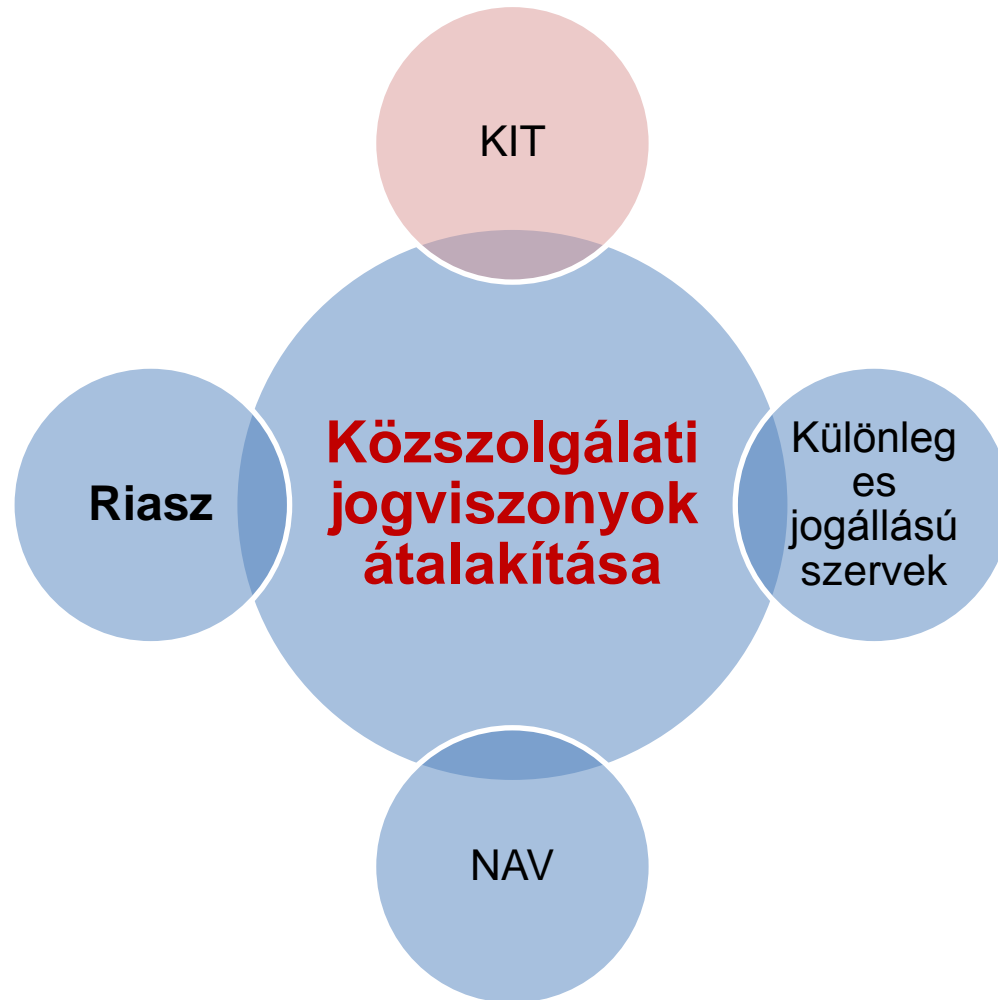 KIT
Riasz
Közszolgálati
jogviszonyok
átalakítása
Különleg
es
jogállású
szervek
NAV